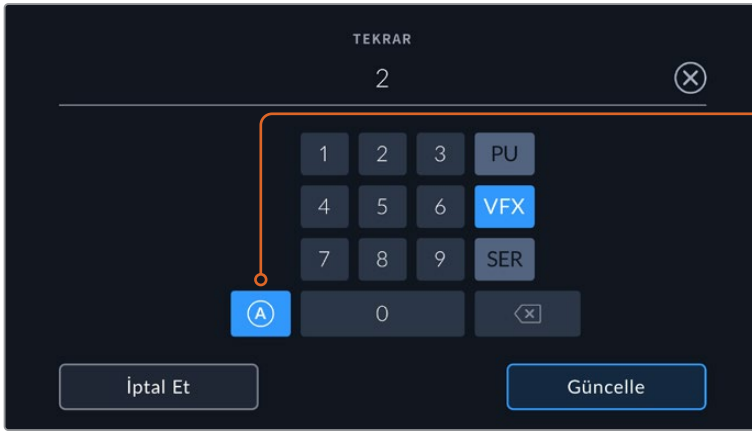 TEKRAR
2
1 2 3 PU
4 5 6 VFX
7 8 9 SER
A 0
İptal Et Güncelle